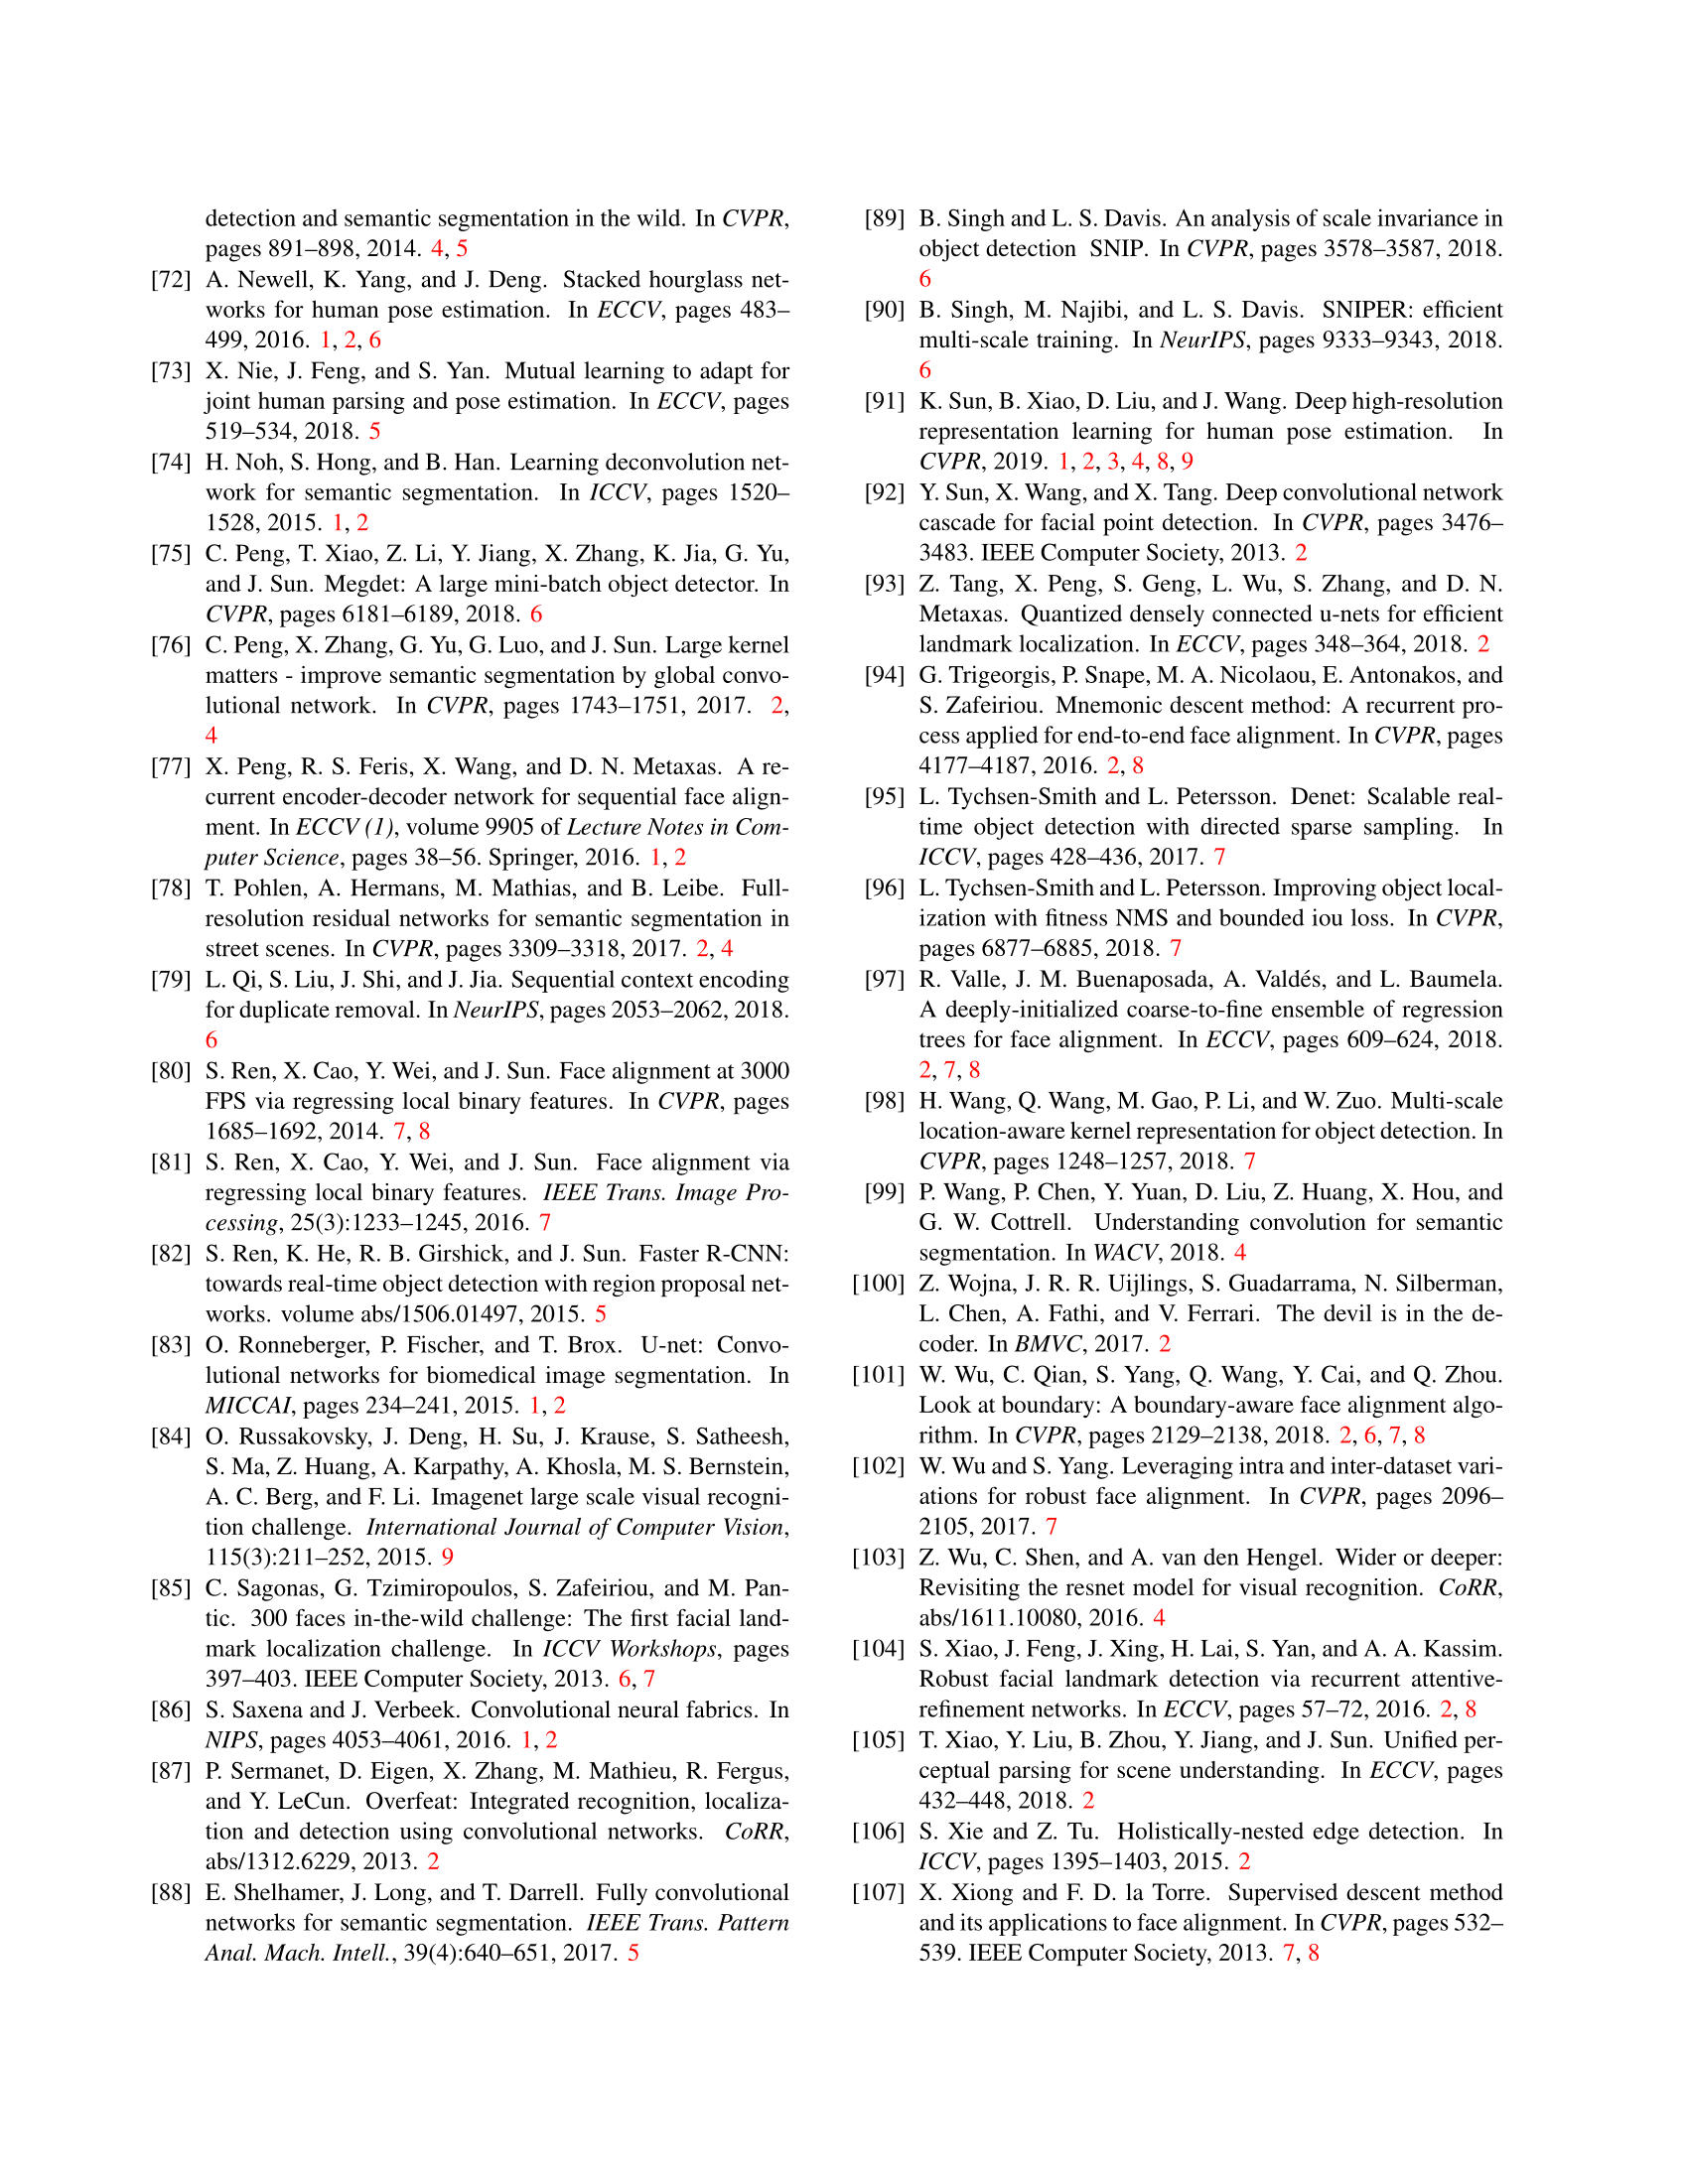 detection and semantic segmentation in the wild. In CVPR,
pages 891–898, 2014. 4, 5
[72] A. Newell, K. Yang, and J. Deng. Stacked hourglass net-
works for human pose estimation. In ECCV, pages 483–
499, 2016. 1, 2, 6
[73] X. Nie, J. Feng, and S. Yan. Mutual learning to adapt for
joint human parsing and pose estimation. In ECCV, pages
519–534, 2018. 5
[74] H. Noh, S. Hong, and B. Han. Learning deconvolution net-
work for semantic segmentation. In ICCV, pages 1520–
1528, 2015. 1, 2
[75] C. Peng, T. Xiao, Z. Li, Y. Jiang, X. Zhang, K. Jia, G. Yu,
and J. Sun. Megdet: A large mini-batch object detector. In
CVPR, pages 6181–6189, 2018. 6
[76] C. Peng, X. Zhang, G. Yu, G. Luo, and J. Sun. Large kernel
matters - improve semantic segmentation by global convo-
lutional network. In CVPR, pages 1743–1751, 2017. 2,
4
[77] X. Peng, R. S. Feris, X. Wang, and D. N. Metaxas. A re-
current encoder-decoder network for sequential face align-
ment. In ECCV (1), volume 9905 of Lecture Notes in Com-
puter Science, pages 38–56. Springer, 2016. 1, 2
[78] T. Pohlen, A. Hermans, M. Mathias, and B. Leibe. Full-
resolution residual networks for semantic segmentation in
street scenes. In CVPR, pages 3309–3318, 2017. 2, 4
[79] L. Qi, S. Liu, J. Shi, and J. Jia. Sequential context encoding
for duplicate removal. In NeurIPS, pages 2053–2062, 2018.
6
[80] S. Ren, X. Cao, Y. Wei, and J. Sun. Face alignment at 3000
FPS via regressing local binary features. In CVPR, pages
1685–1692, 2014. 7, 8
[81] S. Ren, X. Cao, Y. Wei, and J. Sun. Face alignment via
regressing local binary features. IEEE Trans. Image Pro-
cessing, 25(3):1233–1245, 2016. 7
[82] S. Ren, K. He, R. B. Girshick, and J. Sun. Faster R-CNN:
towards real-time object detection with region proposal net-
works. volume abs/1506.01497, 2015. 5
[83] O. Ronneberger, P. Fischer, and T. Brox. U-net: Convo-
lutional networks for biomedical image segmentation. In
MICCAI, pages 234–241, 2015. 1, 2
[84] O. Russakovsky, J. Deng, H. Su, J. Krause, S. Satheesh,
S. Ma, Z. Huang, A. Karpathy, A. Khosla, M. S. Bernstein,
A. C. Berg, and F. Li. Imagenet large scale visual recogni-
tion challenge. International Journal of Computer Vision,
115(3):211–252, 2015. 9
[85] C. Sagonas, G. Tzimiropoulos, S. Zafeiriou, and M. Pan-
tic. 300 faces in-the-wild challenge: The first facial land-
mark localization challenge. In ICCV Workshops, pages
397–403. IEEE Computer Society, 2013. 6, 7
[86] S. Saxena and J. Verbeek. Convolutional neural fabrics. In
NIPS, pages 4053–4061, 2016. 1, 2
[87] P. Sermanet, D. Eigen, X. Zhang, M. Mathieu, R. Fergus,
and Y. LeCun. Overfeat: Integrated recognition, localiza-
tion and detection using convolutional networks. CoRR,
abs/1312.6229, 2013. 2
[88] E. Shelhamer, J. Long, and T. Darrell. Fully convolutional
networks for semantic segmentation. IEEE Trans. Pattern
Anal. Mach. Intell., 39(4):640–651, 2017. 5
[89] B. Singh and L. S. Davis. An analysis of scale invariance in
object detection SNIP. In CVPR, pages 3578–3587, 2018.
6
[90] B. Singh, M. Najibi, and L. S. Davis. SNIPER: efficient
multi-scale training. In NeurIPS, pages 9333–9343, 2018.
6
[91] K. Sun, B. Xiao, D. Liu, and J. Wang. Deep high-resolution
representation learning for human pose estimation. In
CVPR, 2019. 1, 2, 3, 4, 8, 9
[92] Y. Sun, X. Wang, and X. Tang. Deep convolutional network
cascade for facial point detection. In CVPR, pages 3476–
3483. IEEE Computer Society, 2013. 2
[93] Z. Tang, X. Peng, S. Geng, L. Wu, S. Zhang, and D. N.
Metaxas. Quantized densely connected u-nets for efficient
landmark localization. In ECCV, pages 348–364, 2018. 2
[94] G. Trigeorgis, P. Snape, M. A. Nicolaou, E. Antonakos, and
S. Zafeiriou. Mnemonic descent method: A recurrent pro-
cess applied for end-to-end face alignment. In CVPR, pages
4177–4187, 2016. 2, 8
[95] L. Tychsen-Smith and L. Petersson. Denet: Scalable real-
time object detection with directed sparse sampling. In
ICCV, pages 428–436, 2017. 7
[96] L. Tychsen-Smith and L. Petersson. Improving object local-
ization with fitness NMS and bounded iou loss. In CVPR,
pages 6877–6885, 2018. 7
[97] R. Valle, J. M. Buenaposada, A. Valdés, and L. Baumela.
A deeply-initialized coarse-to-fine ensemble of regression
trees for face alignment. In ECCV, pages 609–624, 2018.
2, 7, 8
[98] H. Wang, Q. Wang, M. Gao, P. Li, and W. Zuo. Multi-scale
location-aware kernel representation for object detection. In
CVPR, pages 1248–1257, 2018. 7
[99] P. Wang, P. Chen, Y. Yuan, D. Liu, Z. Huang, X. Hou, and
G. W. Cottrell. Understanding convolution for semantic
segmentation. In WACV, 2018. 4
[100] Z. Wojna, J. R. R. Uijlings, S. Guadarrama, N. Silberman,
L. Chen, A. Fathi, and V. Ferrari. The devil is in the de-
coder. In BMVC, 2017. 2
[101] W. Wu, C. Qian, S. Yang, Q. Wang, Y. Cai, and Q. Zhou.
Look at boundary: A boundary-aware face alignment algo-
rithm. In CVPR, pages 2129–2138, 2018. 2, 6, 7, 8
[102] W. Wu and S. Yang. Leveraging intra and inter-dataset vari-
ations for robust face alignment. In CVPR, pages 2096–
2105, 2017. 7
[103] Z. Wu, C. Shen, and A. van den Hengel. Wider or deeper:
Revisiting the resnet model for visual recognition. CoRR,
abs/1611.10080, 2016. 4
[104] S. Xiao, J. Feng, J. Xing, H. Lai, S. Yan, and A. A. Kassim.
Robust facial landmark detection via recurrent attentive-
refinement networks. In ECCV, pages 57–72, 2016. 2, 8
[105] T. Xiao, Y. Liu, B. Zhou, Y. Jiang, and J. Sun. Unified per-
ceptual parsing for scene understanding. In ECCV, pages
432–448, 2018. 2
[106] S. Xie and Z. Tu. Holistically-nested edge detection. In
ICCV, pages 1395–1403, 2015. 2
[107] X. Xiong and F. D. la Torre. Supervised descent method
and its applications to face alignment. In CVPR, pages 532–
539. IEEE Computer Society, 2013. 7, 8